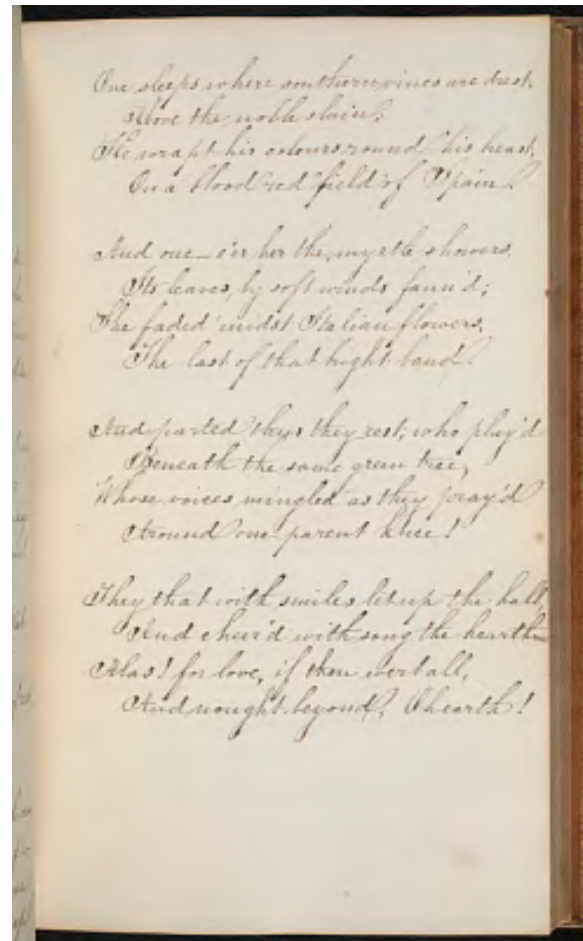 One sleeps where southern vines are drest,
Above the noble slain;
He wrapt his colours round his breast,
On a blood red field of Spain.
And one – o'er her the myrtle showers
Its leaves, by soft winds fann'd;
She faded 'midst Italian flowers,
The last of that bright band.
And parted thus they rest, who play'd
Beneath the same green tree,
Whose voices mingled as they pray'd
Around one parent knee!
They that with smiles lit up the hall,
And cheer'd with song the hearth
Alas! for love, if thou wert all,
And nought beyond, Oh earth!